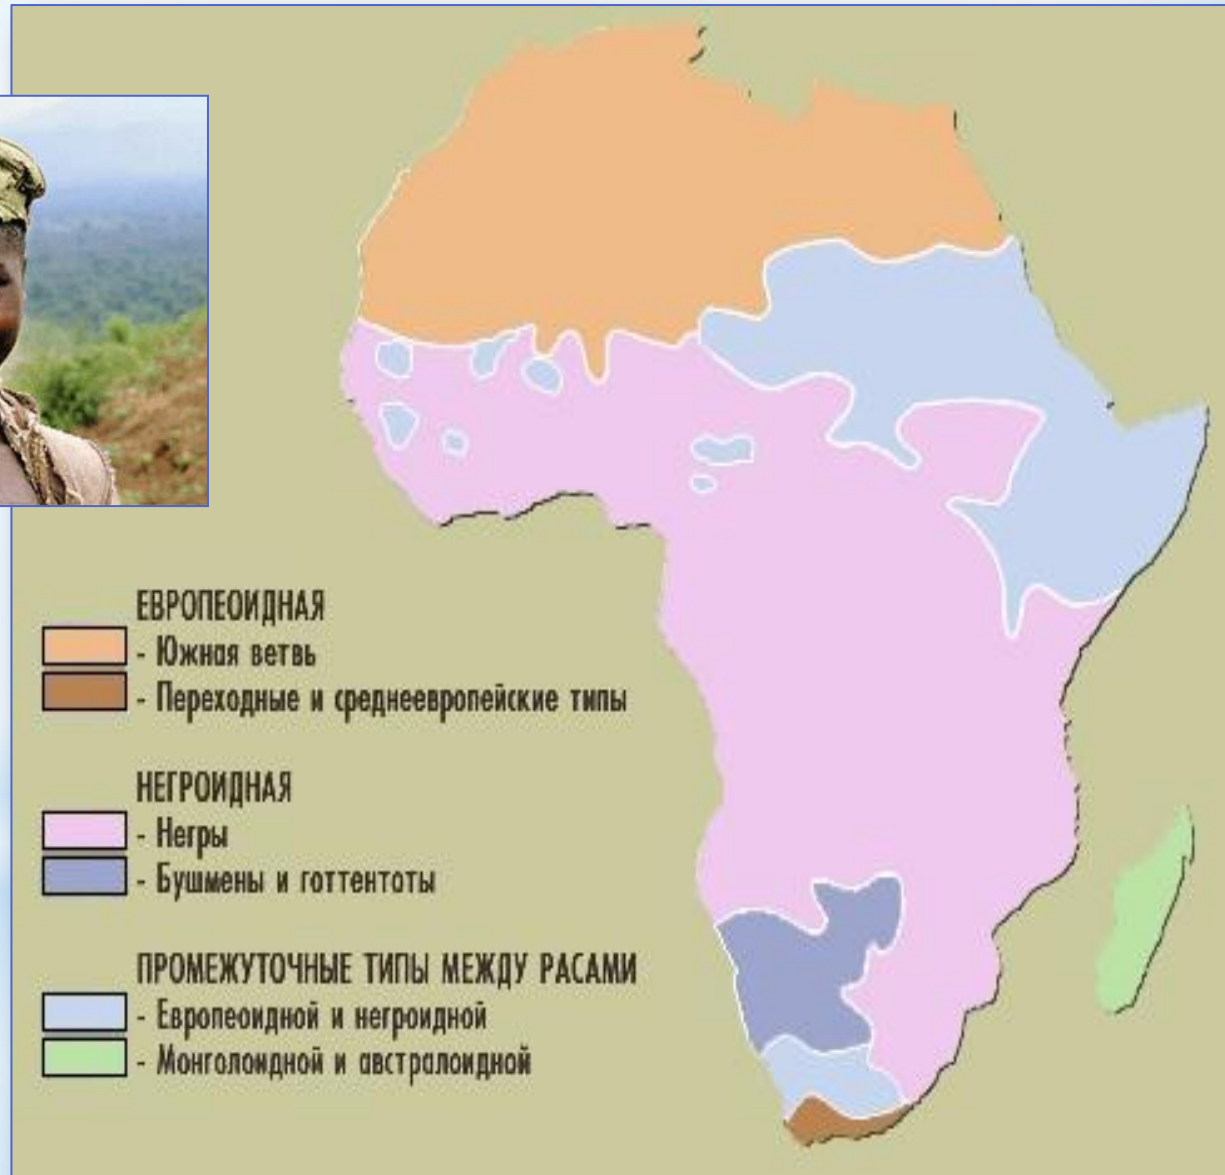 ЕВРОПЕОИДНАЯ
- Южная ветвь
- Переходные и среднеевропейские типы
НЕГРОИДНАЯ
- Негры
- Бушмены и готтентоты
ПРОМЕЖУТОЧНЫЕ ТИПЫ МЕЖДУ РАСАМИ
- Европеоидной и негроидной
- Монголоидной и австралоидной